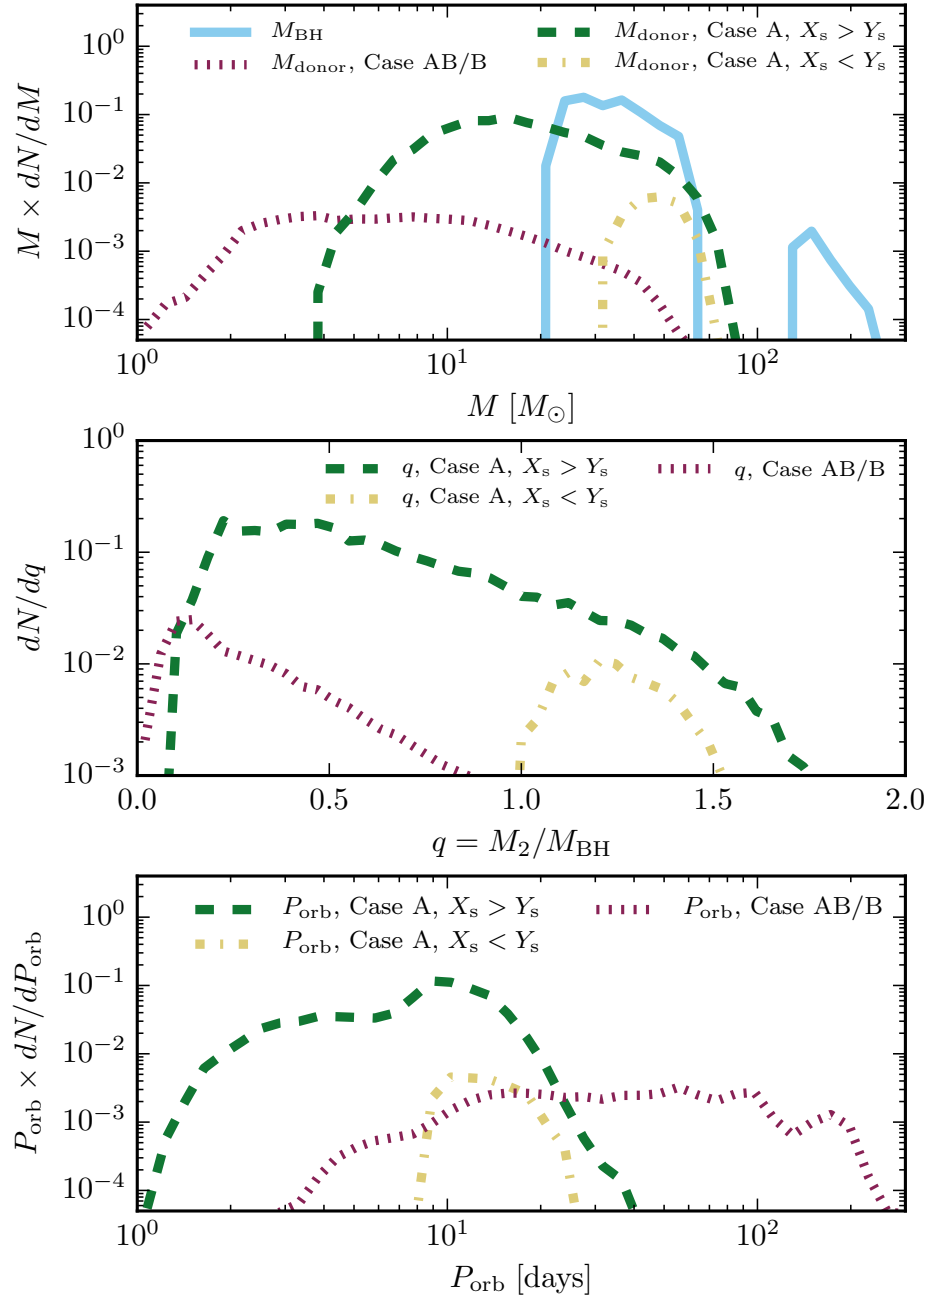 M_BH
M_donor, Case AB/B
M_donor, Case A, X_s > Y_s
M_donor, Case A, X_s < Y_s
10^0
10^−1
10^−2
10^−3
10^−4
M × dN/dM
10^0 10^1 10^2
M [M_⊙]
q, Case A, X_s > Y_s
q, Case A, X_s < Y_s
q, Case AB/B
10^0
10^−1
10^−2
10^−3
dN/dq
0.0 0.5 1.0 1.5 2.0
q = M_2/M_BH
P_orb, Case A, X_s > Y_s
P_orb, Case A, X_s < Y_s
P_orb, Case AB/B
10^0
10^−1
10^−2
10^−3
10^−4
P_orb × dN/dP_orb
10^0 10^1 10^2
P_orb [days]